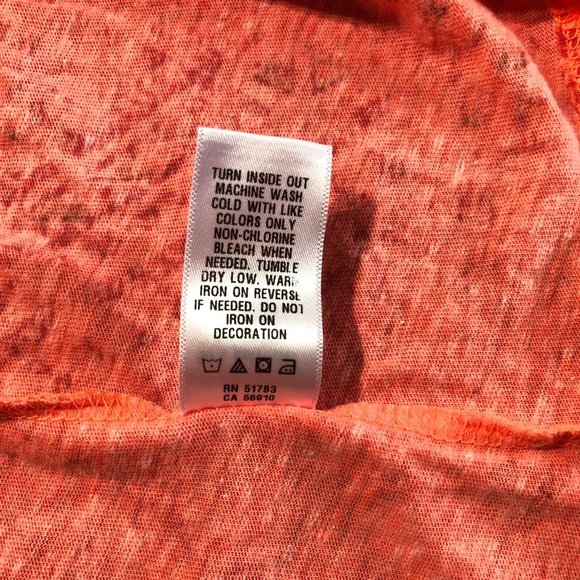 TURN INSIDE OUT
MACHINE WASH
COLD WITH LIKE
COLORS ONLY
NON-CHLORINE
BLEACH WHEN
NEEDED. TUMBLE
DRY LOW. WARM
IRON ON REVERSE
IF NEEDED. DO NOT
IRON ON
DECORATION
RN 51783
CA 56910